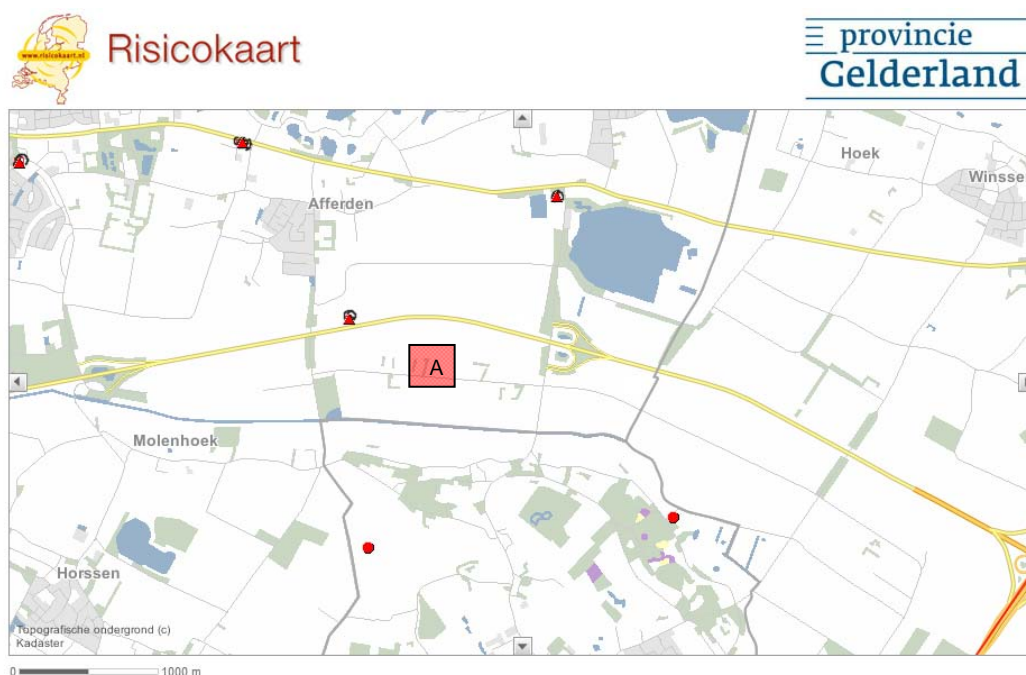 www.risicokaart.nl
Risicokaart
provincie
Gelderland
Hoek
Winsse
Afferden
A
Molenhoek
Horssen
Topografische ondergrond (c)
Kadaster
0 1000 m